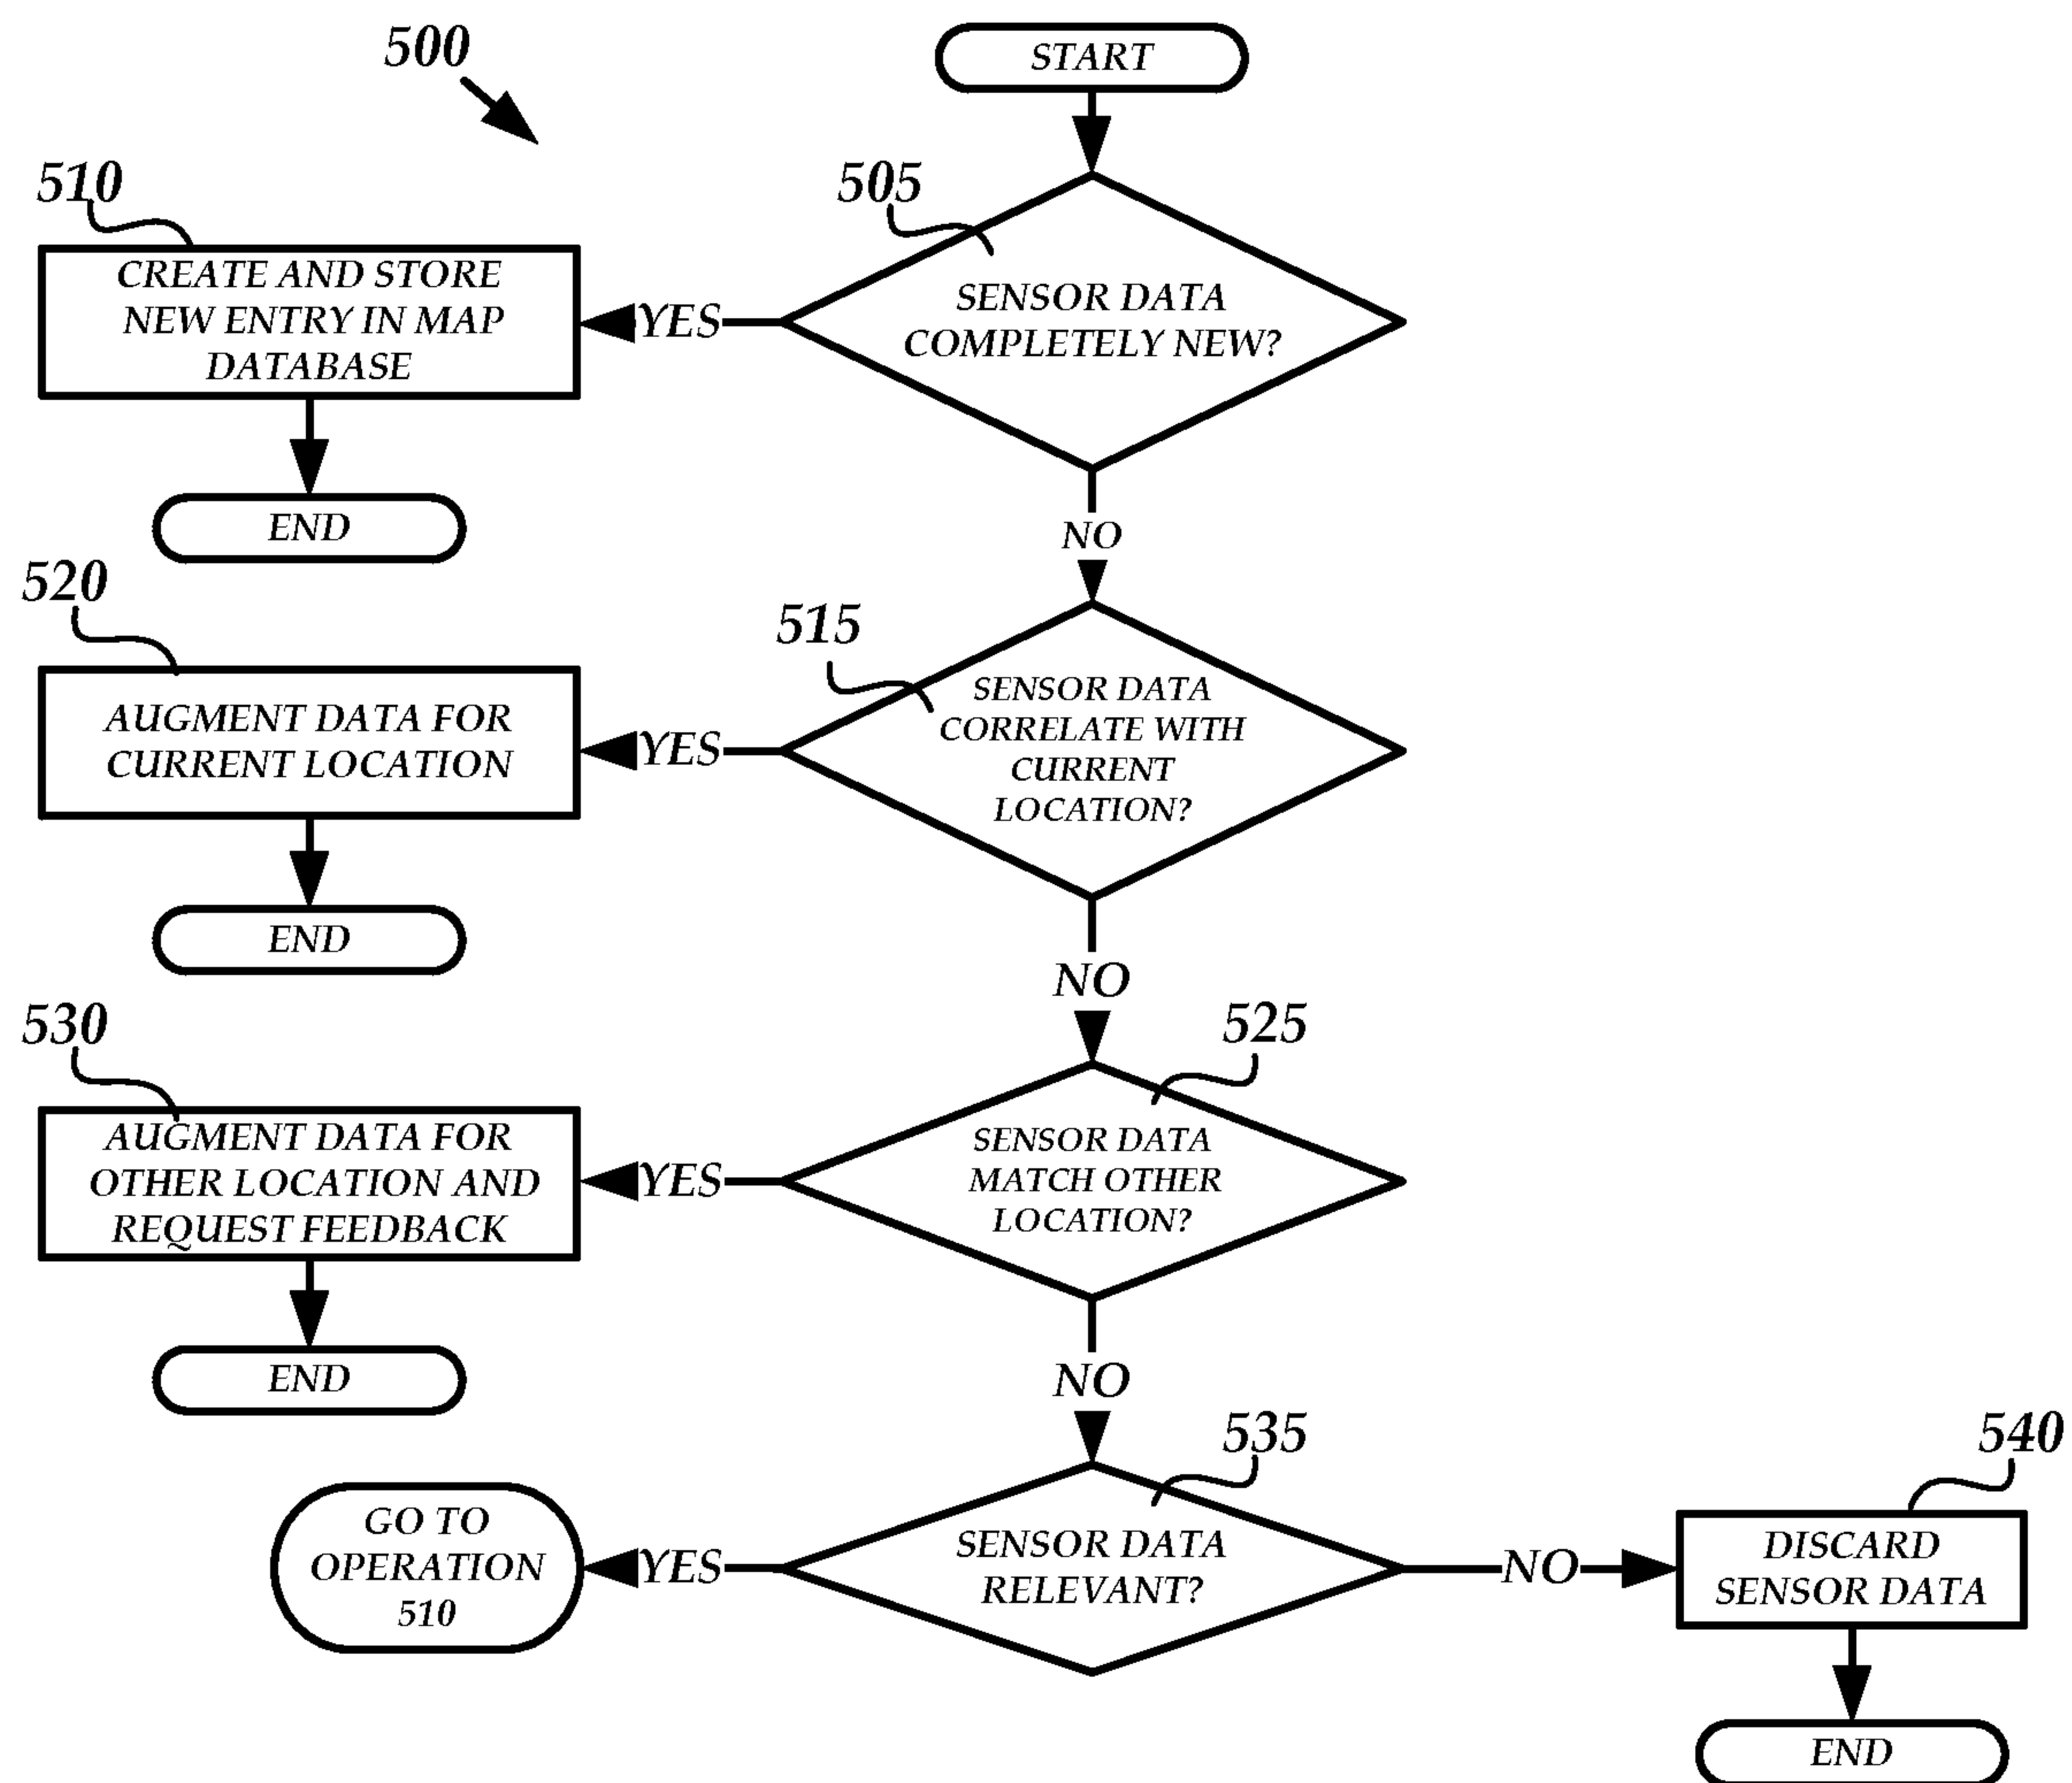 500
START
510
505
CREATE AND STORE
NEW ENTRY IN MAP
DATABASE
YES
SENSOR DATA
COMPLETELY NEW?
END
NO
520
515
AUGMENT DATA FOR
CURRENT LOCATION
YES
SENSOR DATA
CORRELATE WITH
CURRENT
LOCATION?
END
NO
530
525
AUGMENT DATA FOR
OTHER LOCATION AND
REQUEST FEEDBACK
YES
SENSOR DATA
MATCH OTHER
LOCATION?
END
NO
535
540
GO TO
OPERATION
510
YES
SENSOR DATA
RELEVANT?
NO
DISCARD
SENSOR DATA
END